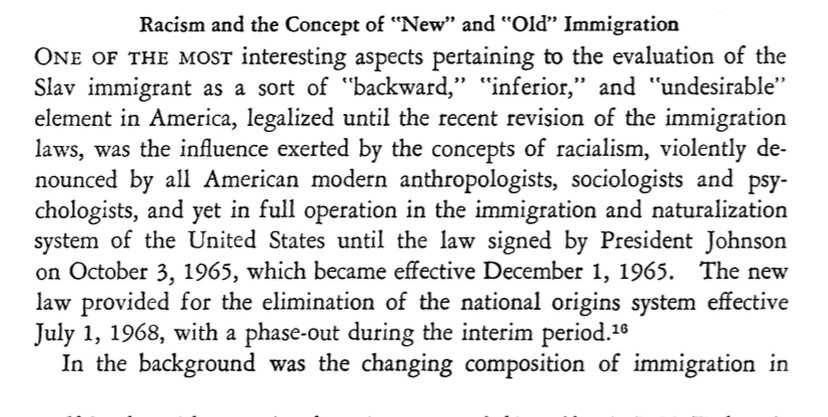 Racism and the Concept of "New" and "Old" Immigration
ONE OF THE MOST interesting aspects pertaining to the evaluation of the
Slav immigrant as a sort of "backward," "inferior," and "undesirable"
element in America, legalized until the recent revision of the immigration
laws, was the influence exerted by the concepts of racialism, violently de-
nounced by all American modern anthropologists, sociologists and psy-
chologists, and yet in full operation in the immigration and naturalization
system of the United States until the law signed by President Johnson
on October 3, 1965, which became effective December 1, 1965. The new
law provided for the elimination of the national origins system effective
July 1, 1968, with a phase-out during the interim period.¹⁶
In the background was the changing composition of immigration in